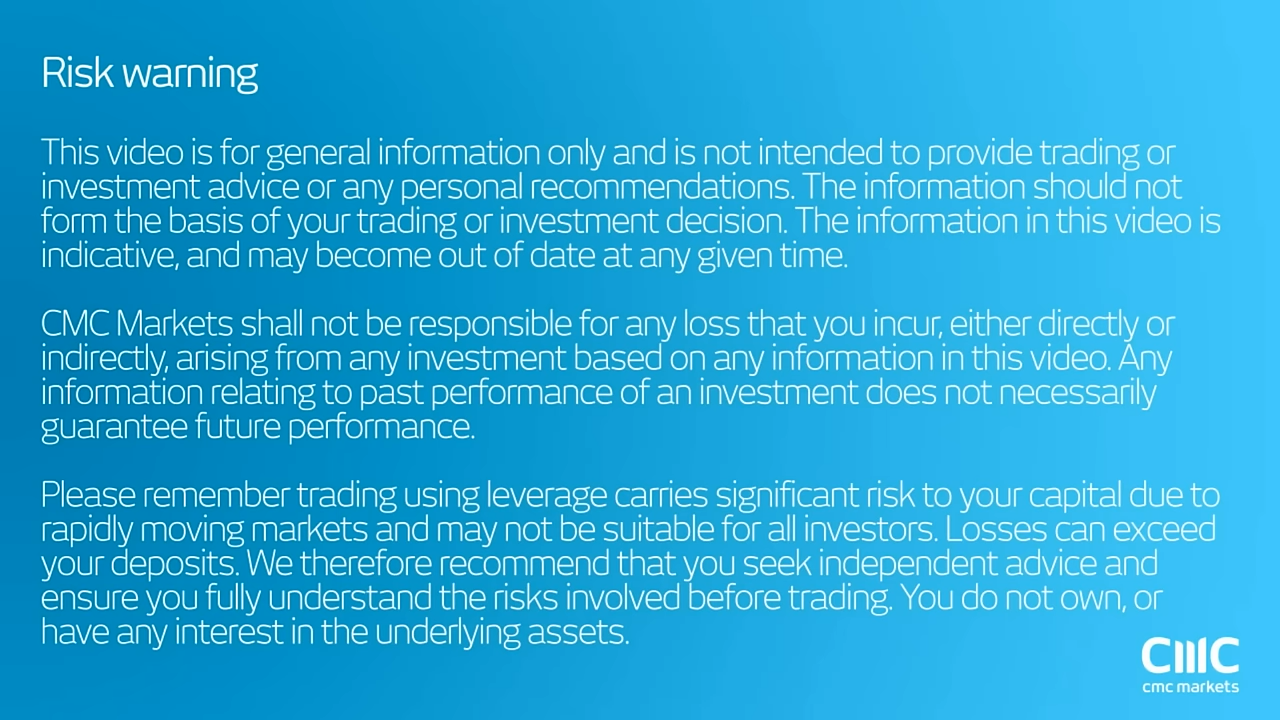 Risk warning
This video is for general information only and is not intended to provide trading or
investment advice or any personal recommendations. The information should not
form the basis of your trading or investment decision. The information in this video is
indicative, and may become out of date at any given time.
CMC Markets shall not be responsible for any loss that you incur, either directly or
indirectly, arising from any investment based on any information in this video. Any
information relating to past performance of an investment does not necessarily
guarantee future performance.
Please remember trading using leverage carries significant risk to your capital due to
rapidly moving markets and may not be suitable for all investors. Losses can exceed
your deposits. We therefore recommend that you seek independent advice and
ensure you fully understand the risks involved before trading. You do not own, or
have any interest in the underlying assets.
CMC
cmc markets